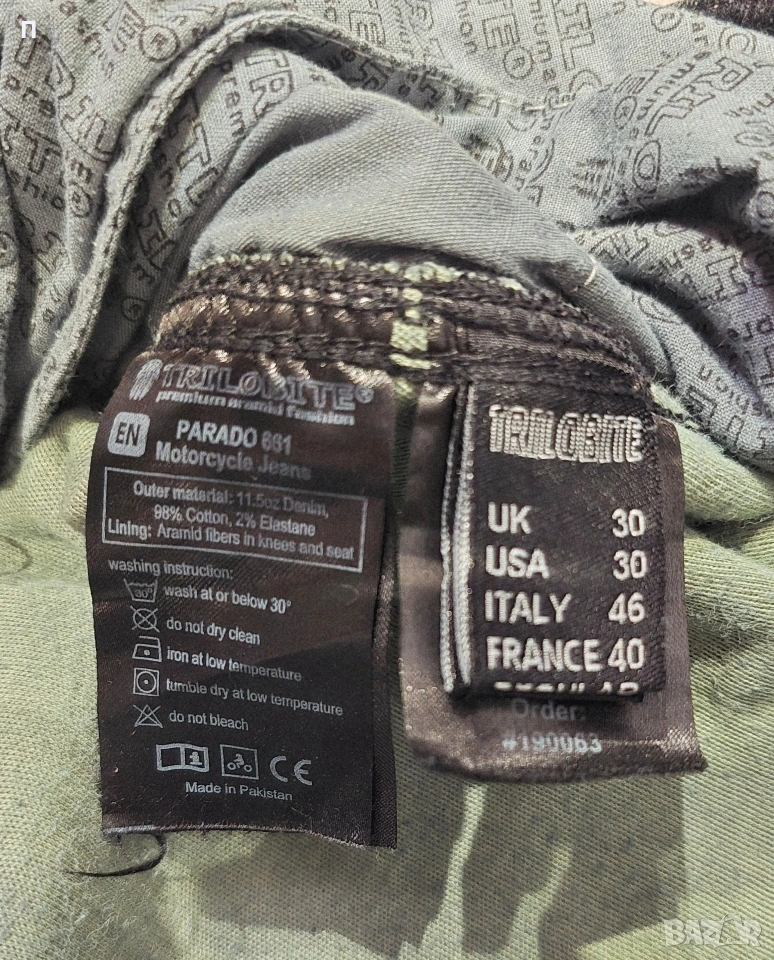 TRILOBITE®
premium aramid fashion
EN
PARADO 661
Motorcycle Jeans
Outer material: 11.5oz Denim,
98% Cotton, 2% Elastane
Lining: Aramid fibers in knees and seat
washing instruction:
30°
wash at or below 30°
do not dry clean
iron at low temperature
tumble dry at low temperature
do not bleach
CE
Made in Pakistan
TRILOBITE
UK 30
USA 30
ITALY 46
FRANCE 40
Order:
#190063
n
BAZAR